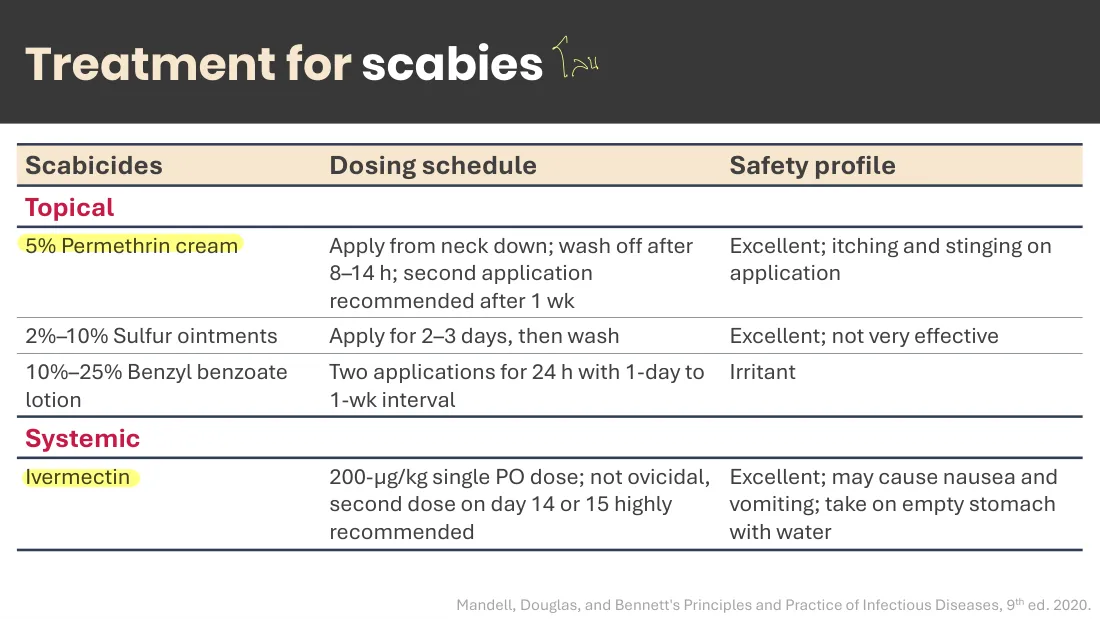 Treatment for scabies
Scabicides Dosing schedule Safety profile
Topical
5% Permethrin cream Apply from neck down; wash off after 8–14 h; second application recommended after 1 wk Excellent; itching and stinging on application
2%–10% Sulfur ointments Apply for 2–3 days, then wash Excellent; not very effective
10%–25% Benzyl benzoate lotion Two applications for 24 h with 1-day to 1-wk interval Irritant
Systemic
Ivermectin 200-µg/kg single PO dose; not ovicidal, second dose on day 14 or 15 highly recommended Excellent; may cause nausea and vomiting; take on empty stomach with water
Mandell, Douglas, and Bennett's Principles and Practice of Infectious Diseases, 9th ed. 2020.